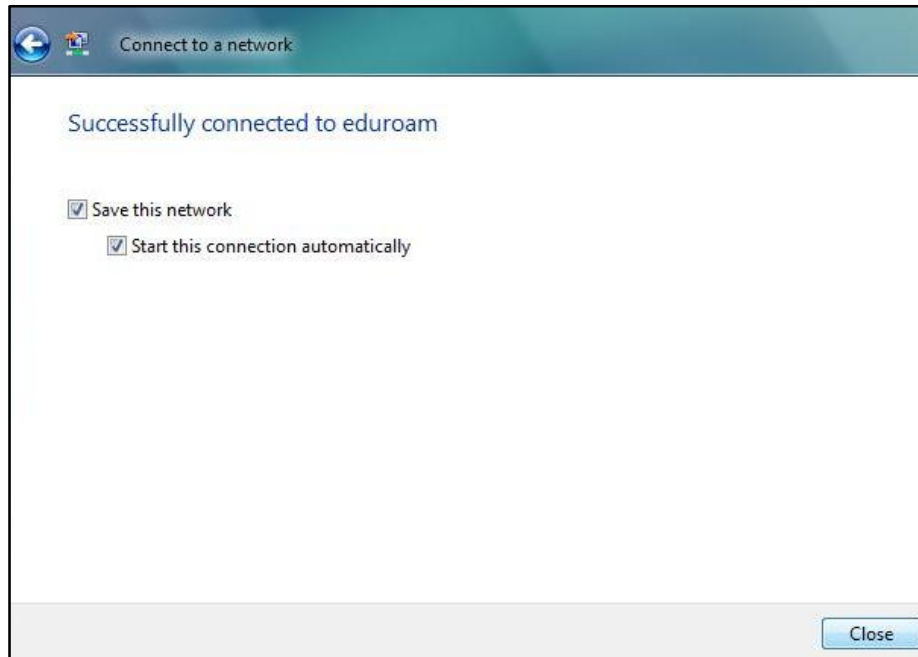 Connect to a network
Successfully connected to eduroam
Save this network
Start this connection automatically
Close